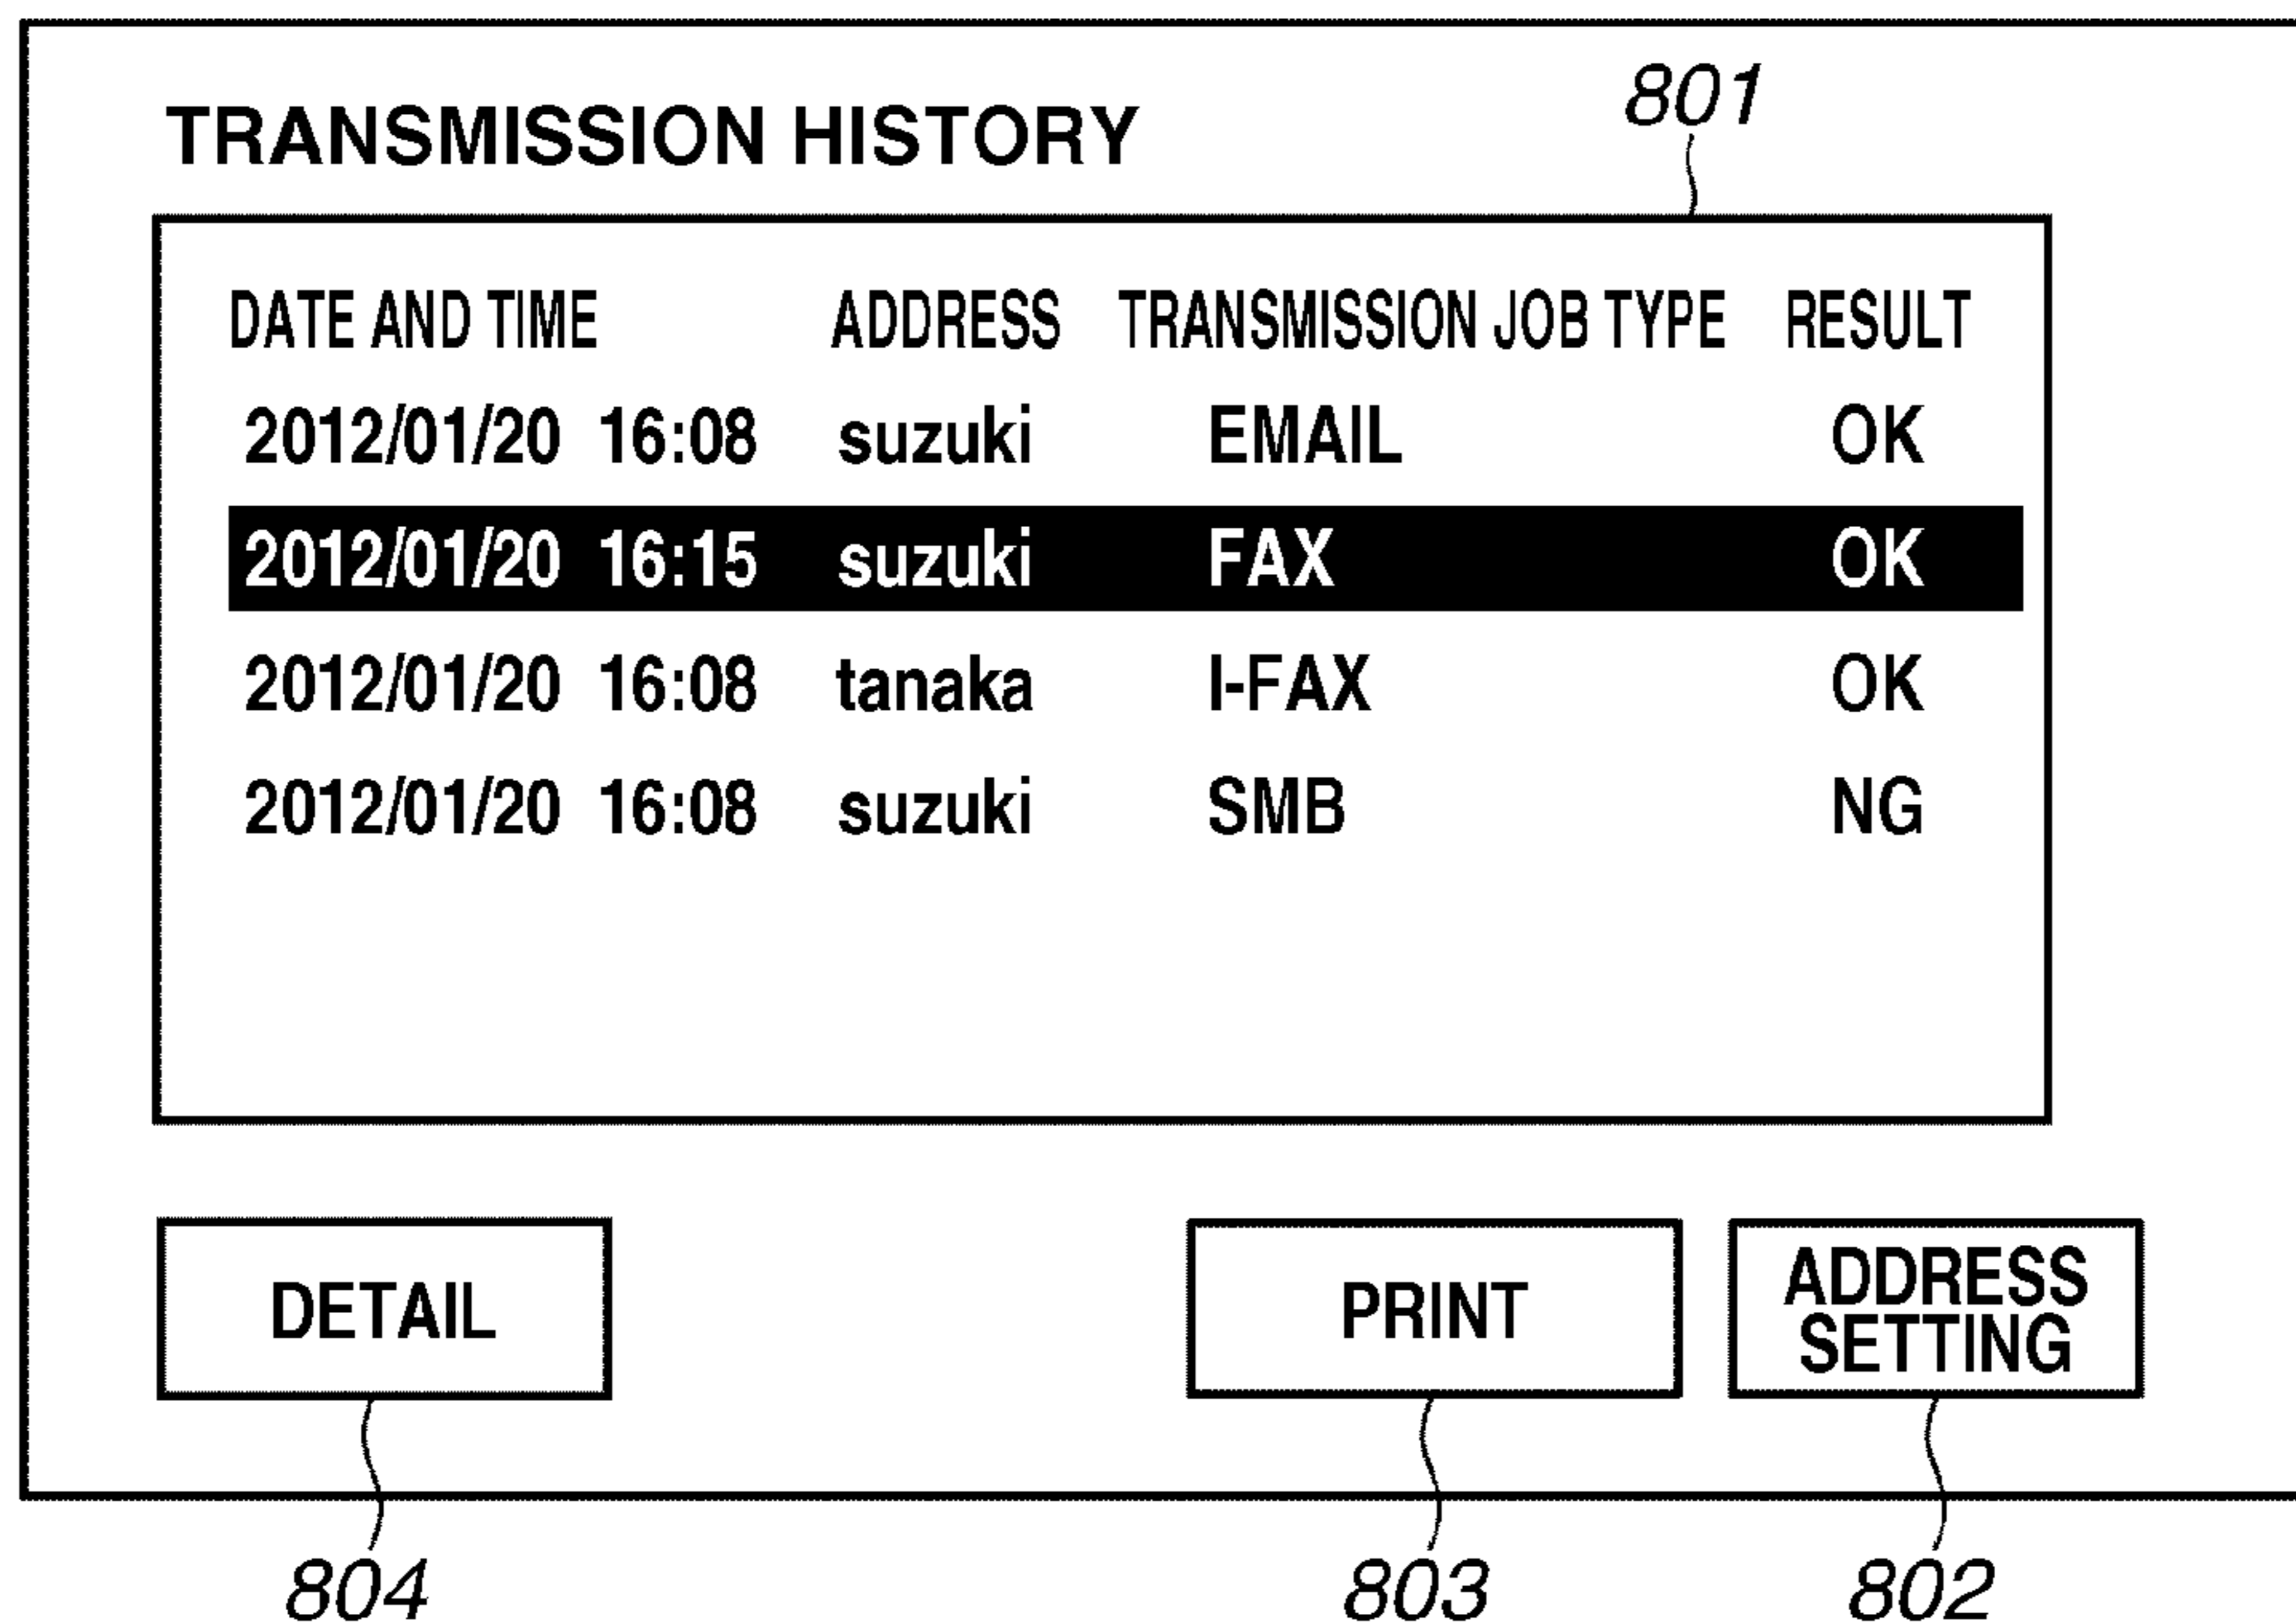 801
TRANSMISSION HISTORY
DATE AND TIME ADDRESS TRANSMISSION JOB TYPE RESULT
2012/01/20 16:08 suzuki EMAIL OK
2012/01/20 16:15 suzuki FAX OK
2012/01/20 16:08 tanaka I-FAX OK
2012/01/20 16:08 suzuki SMB NG
DETAIL
PRINT
ADDRESS
SETTING
804
803
802